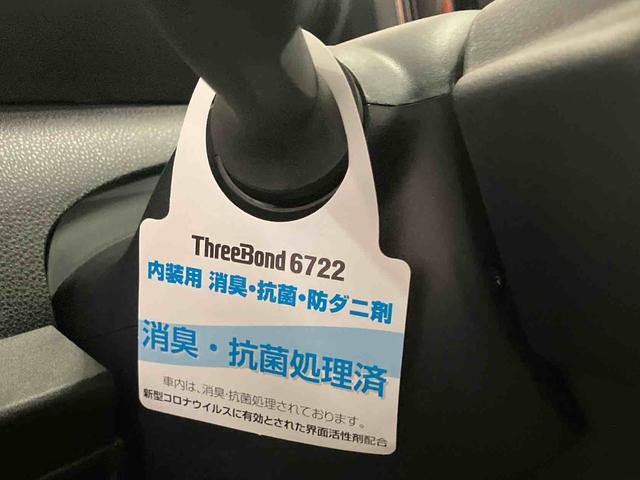 ThreeBond 6722
内装用 消臭・抗菌・防ダニ剤
消臭・抗菌処理済
車内は、消臭・抗菌処理されております。
新型コロナウイルスに有効とされた界面活性剤配合